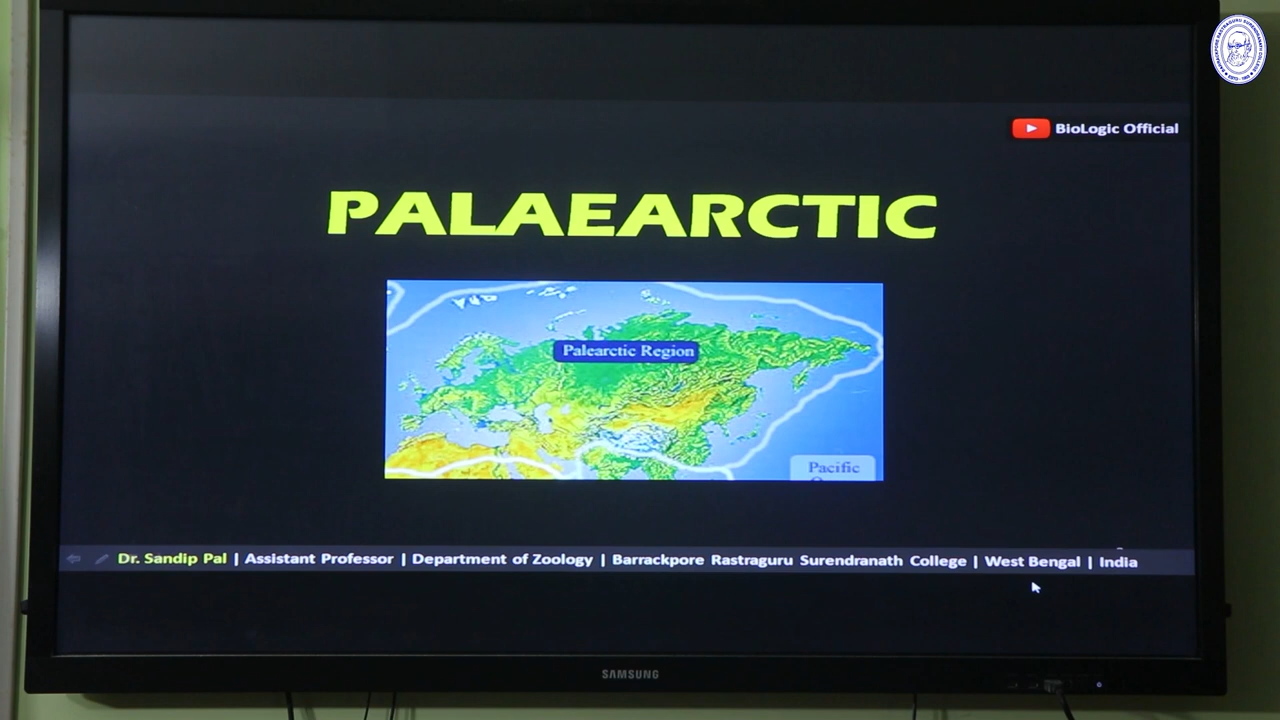 BioLogic Official
PALAEARCTIC
Palearctic Region
Pacific
Dr. Sandip Pal | Assistant Professor | Department of Zoology | Barrackpore Rastraguru Surendranath College | West Bengal | India
SAMSUNG